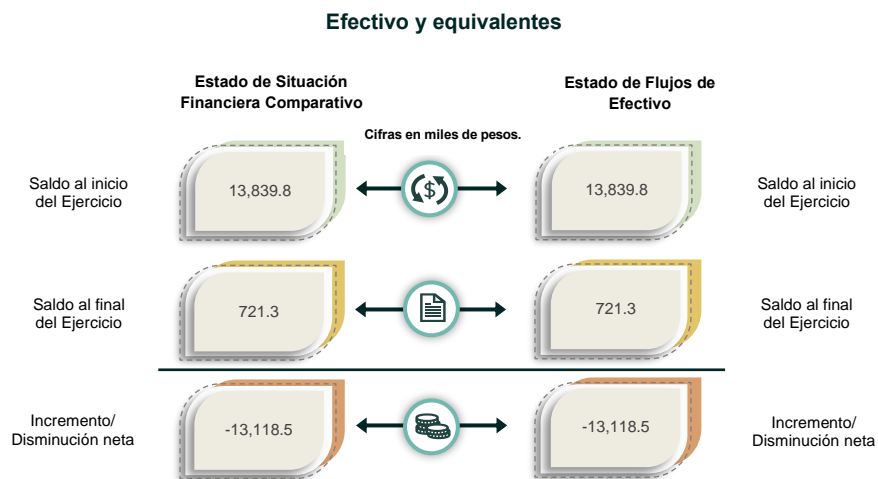 Efectivo y equivalentes
Estado de Situación
Financiera Comparativo
Estado de Flujos de
Efectivo
Cifras en miles de pesos.
Saldo al inicio
del Ejercicio
13,839.8
$
13,839.8
Saldo al inicio
del Ejercicio
Saldo al final
del Ejercicio
721.3
721.3
Saldo al final
del Ejercicio
Incremento/
Disminución neta
-13,118.5
-13,118.5
Incremento/
Disminución neta